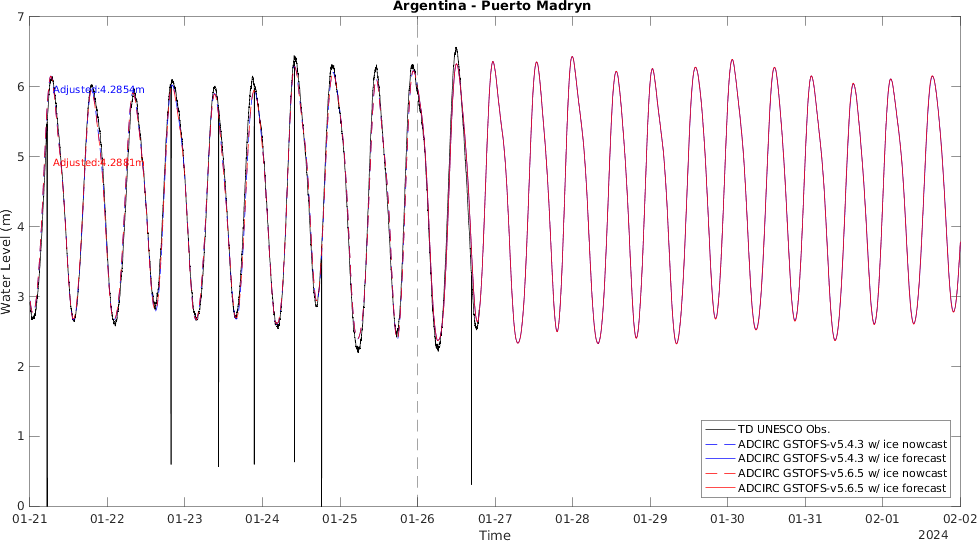 Argentina - Puerto Madryn
7
6
5
4
3
2
1
0
Water Level (m)
Adjusted:4.2854m
Adjusted:4.2881m
TD UNESCO Obs.
ADCIRC GSTOFS-v5.4.3 w/ ice nowcast
ADCIRC GSTOFS-v5.4.3 w/ ice forecast
ADCIRC GSTOFS-v5.6.5 w/ ice nowcast
ADCIRC GSTOFS-v5.6.5 w/ ice forecast
01-21 01-22 01-23 01-24 01-25 01-26 01-27 01-28 01-29 01-30 01-31 02-01 02-02
Time
2024